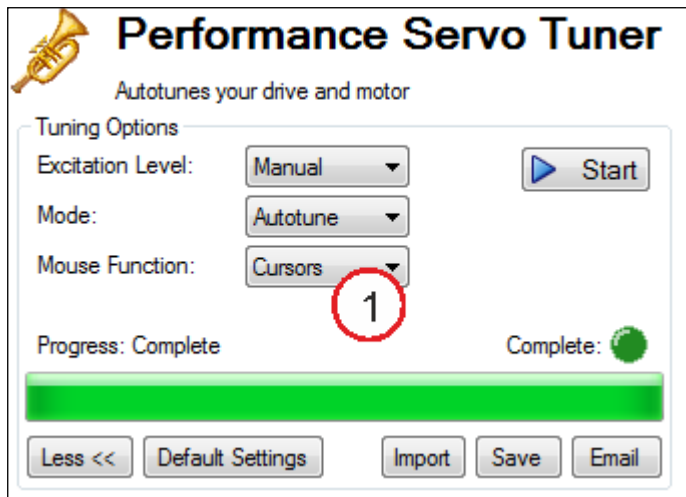 Performance Servo Tuner
Autotunes your drive and motor
Tuning Options
Excitation Level: Manual Start
Mode: Autotune
Mouse Function: Cursors
1
Progress: Complete Complete:
Less << Default Settings Import Save Email